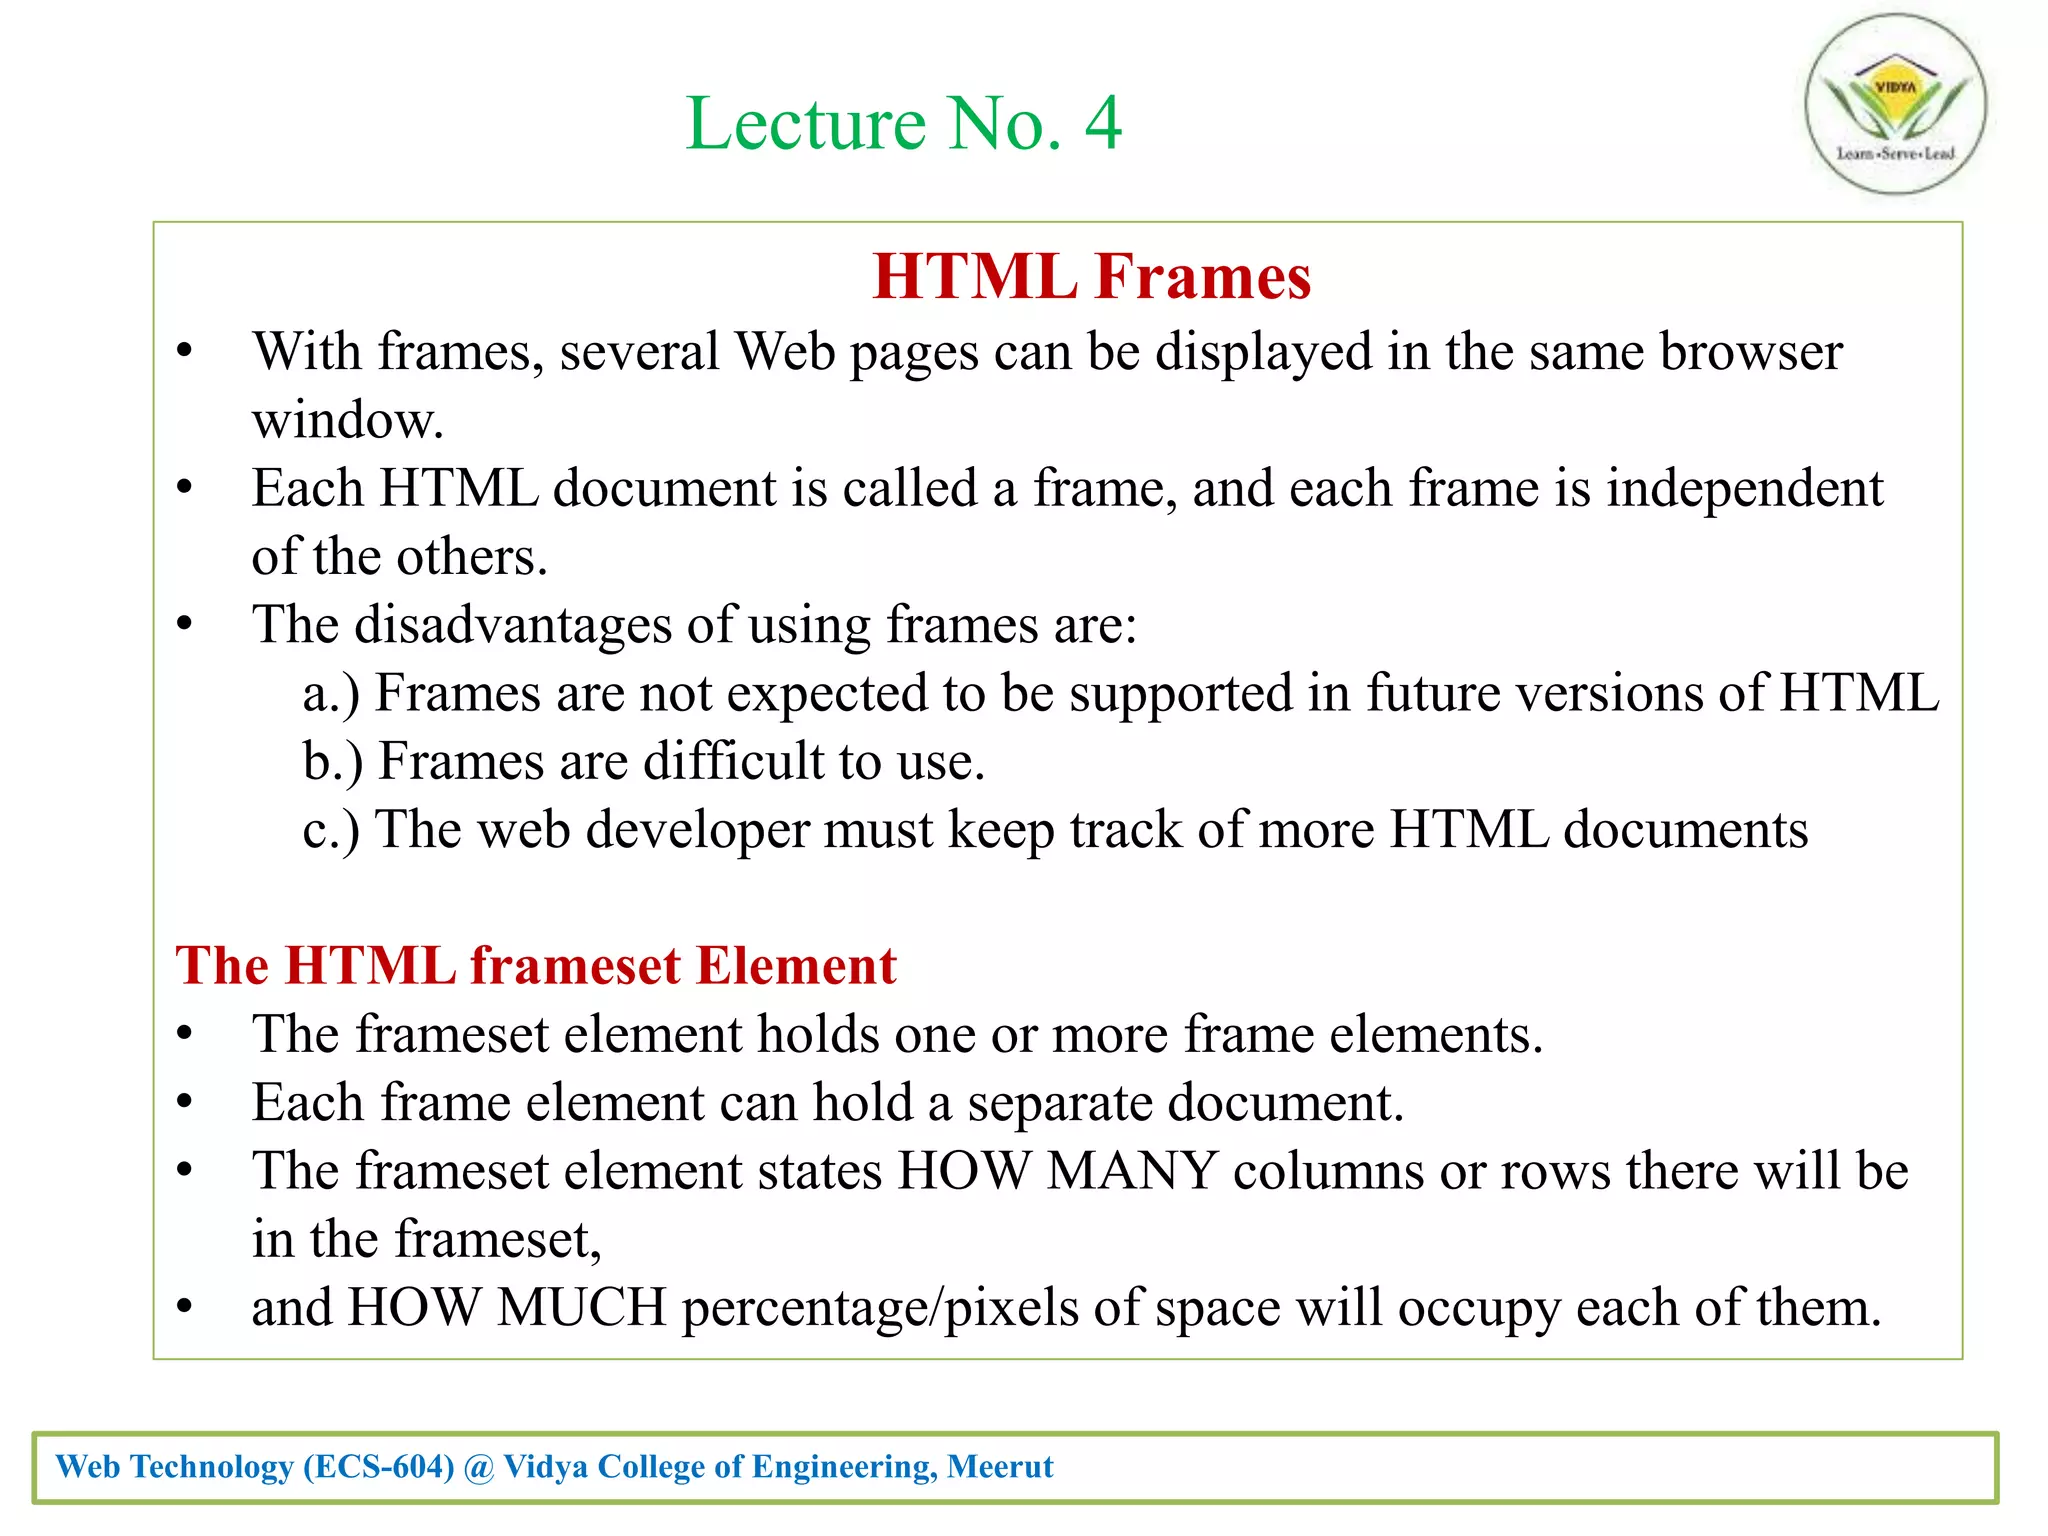 Lecture No. 4
VIDYA
Learn•Serve•Lead
HTML Frames
• With frames, several Web pages can be displayed in the same browser
window.
• Each HTML document is called a frame, and each frame is independent
of the others.
• The disadvantages of using frames are:
a.) Frames are not expected to be supported in future versions of HTML
b.) Frames are difficult to use.
c.) The web developer must keep track of more HTML documents
The HTML frameset Element
• The frameset element holds one or more frame elements.
• Each frame element can hold a separate document.
• The frameset element states HOW MANY columns or rows there will be
in the frameset,
• and HOW MUCH percentage/pixels of space will occupy each of them.
Web Technology (ECS-604) @ Vidya College of Engineering, Meerut